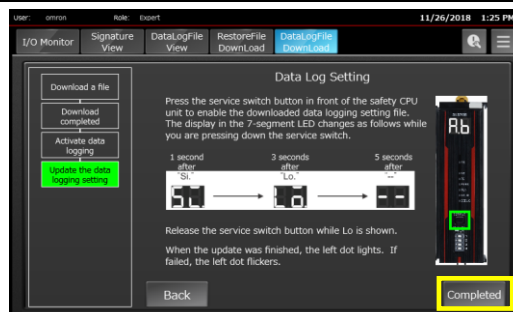 User: omron Role: Expert 11/26/2018 1:25 PM
I/O Monitor
Signature
View
DataLogFile
View
RestoreFile
DownLoad
DataLogFile
DownLoad
Download a file
Download
completed
Activate data
logging
Update the data
logging setting
Data Log Setting
Press the service switch button in front of the safety CPU
unit to enable the downloaded data logging setting file.
The display in the 7-segment LED changes as follows while
you are pressing down the service switch.
1 second
after
"Si."
3 seconds
after
"Lo."
5 seconds
after
"--"
Release the service switch button while Lo is shown.
When the update was finished, the left dot lights. If
failed, the left dot flickers.
Back
Completed